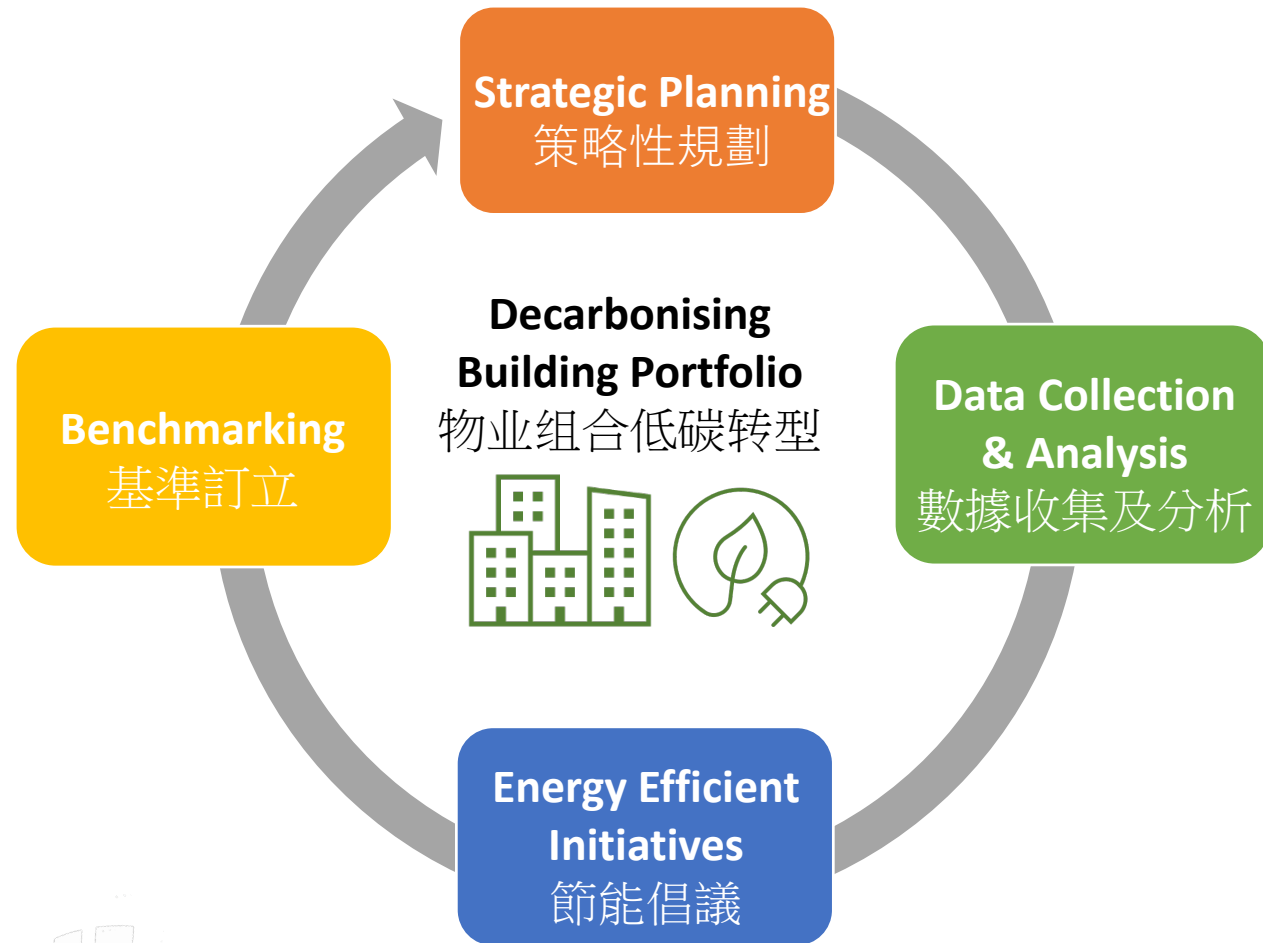 Strategic Planning
策略性規劃
Decarbonising
Building Portfolio
物业组合低碳转型
Data Collection
& Analysis
數據收集及分析
Energy Efficient
Initiatives
節能倡議
Benchmarking
基準訂立